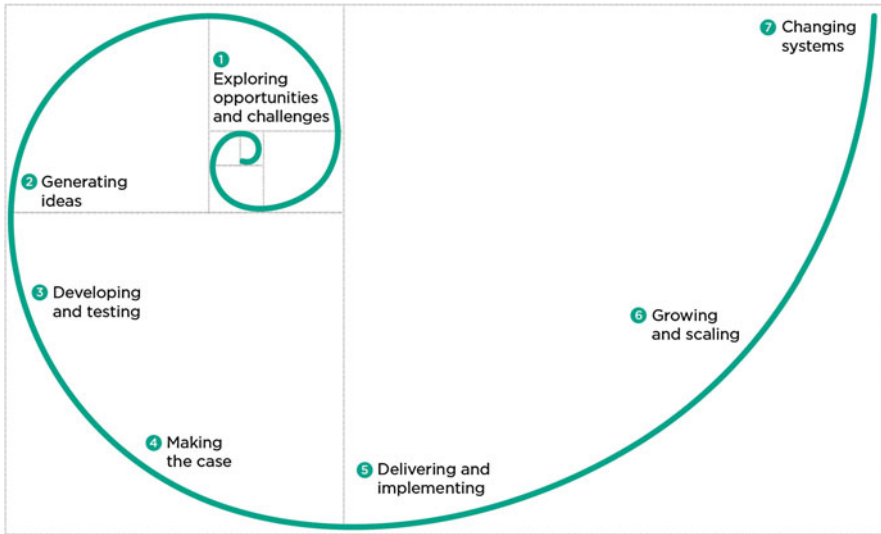 1 Exploring
opportunities
and challenges
2 Generating
ideas
3 Developing
and testing
4 Making
the case
5 Delivering and
implementing
6 Growing
and scaling
7 Changing
systems